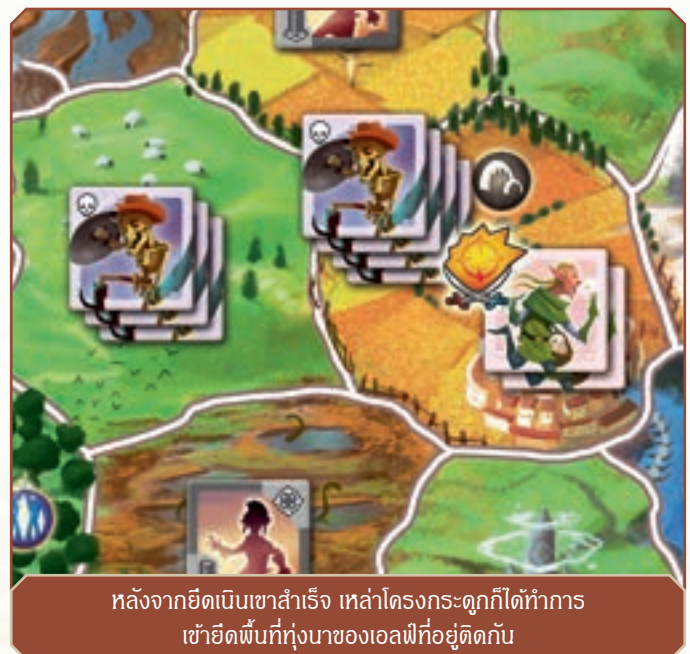 หลังจากยึดเนินเขาสำเร็จ เหล่าโครงกระดูกก็ได้ทำการ
เข้ายึดพื้นที่ทุ่งนาของเอลฟ์ที่อยู่ติดกัน